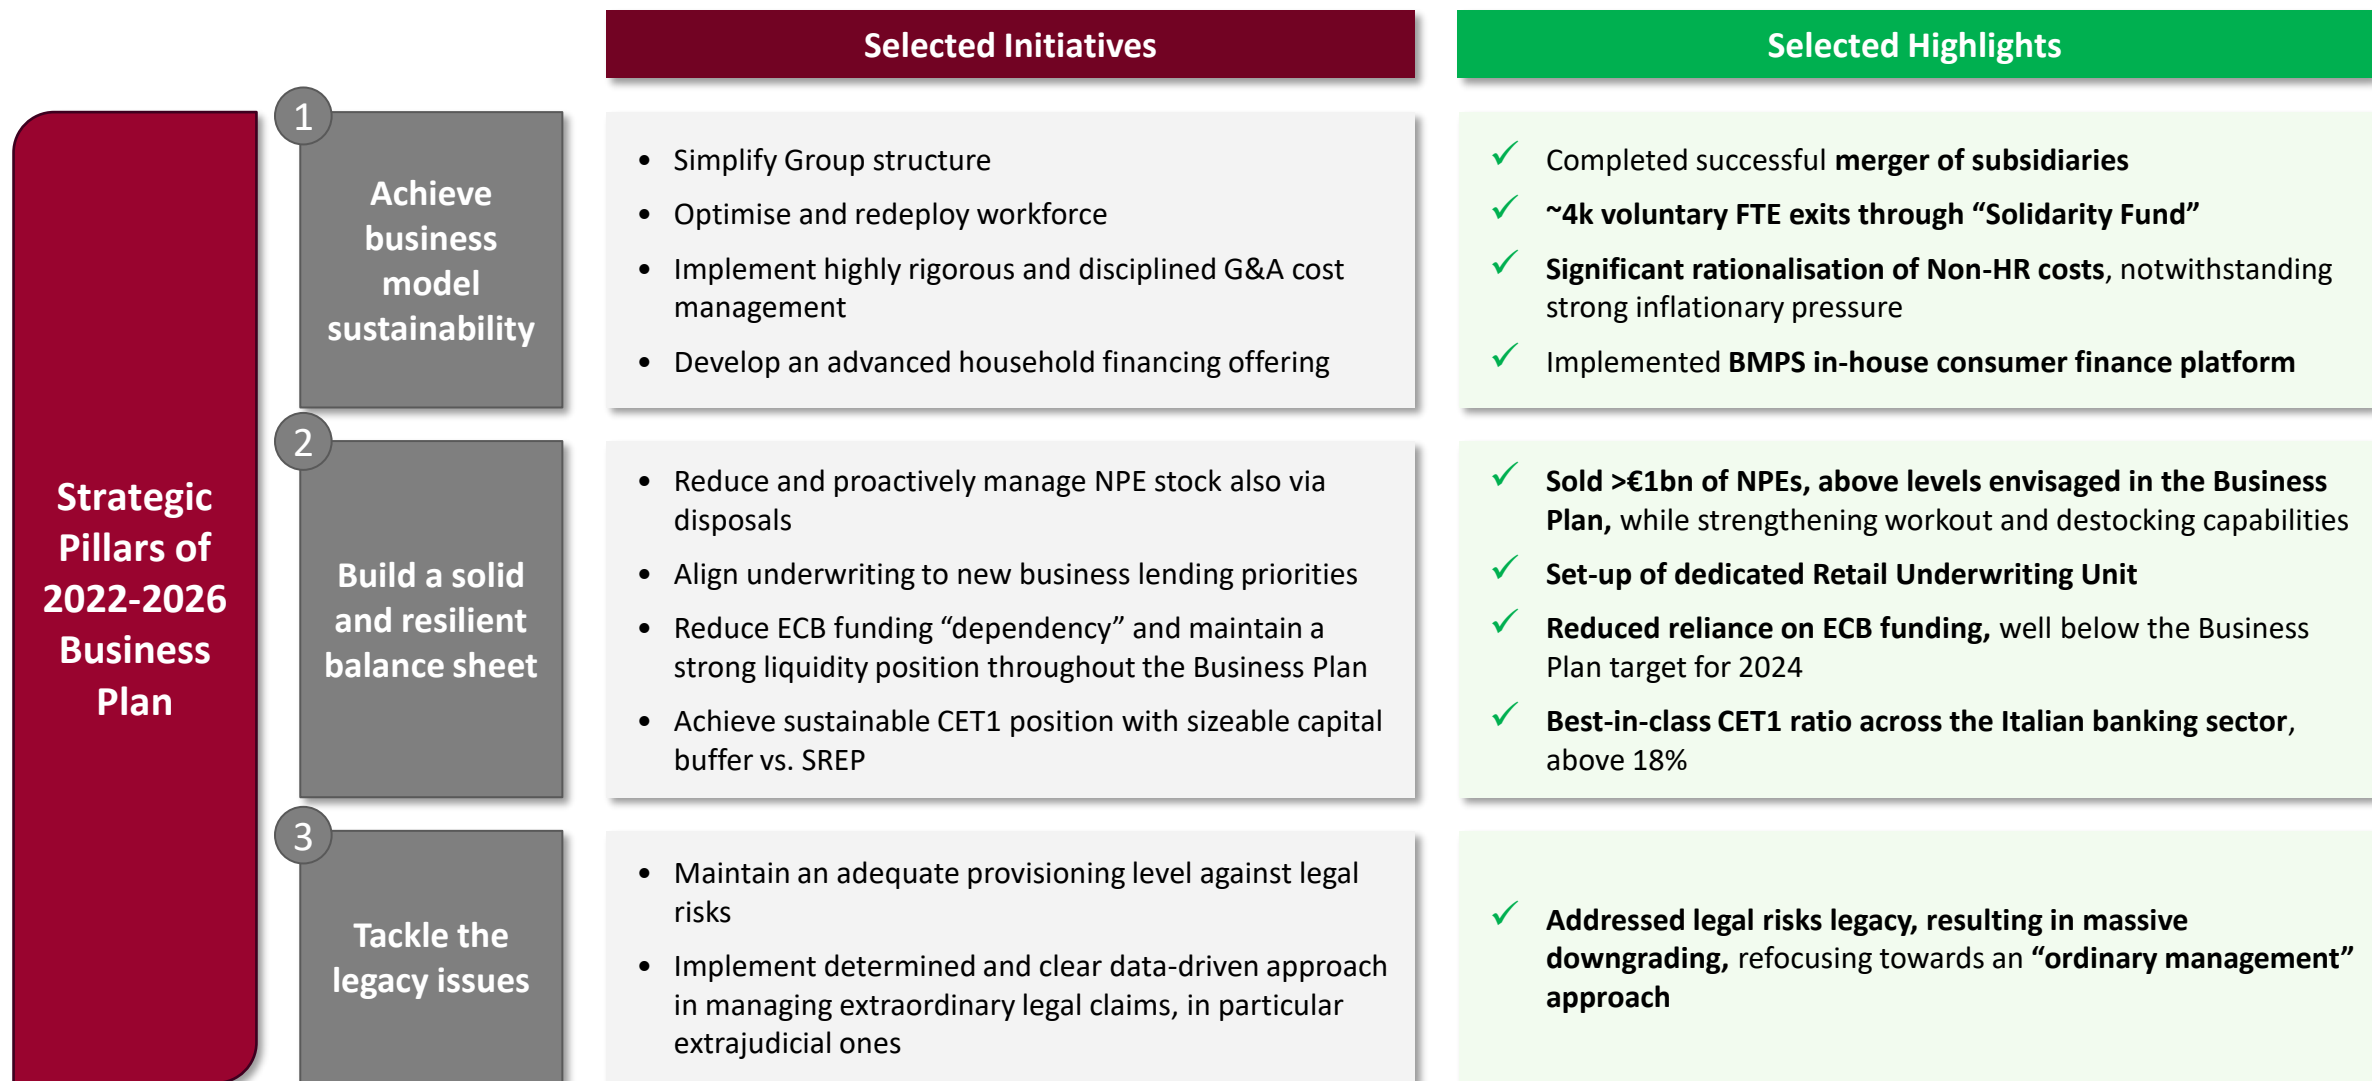 Selected Initiatives
Selected Highlights
Strategic
Pillars of
2022-2026
Business
Plan
1
Achieve
business
model
sustainability
• Simplify Group structure
• Optimise and redeploy workforce
• Implement highly rigorous and disciplined G&A cost
management
• Develop an advanced household financing offering
✓ Completed successful merger of subsidiaries
✓ ~4k voluntary FTE exits through “Solidarity Fund”
✓ Significant rationalisation of Non-HR costs, notwithstanding
strong inflationary pressure
✓ Implemented BMPS in-house consumer finance platform
2
Build a solid
and resilient
balance sheet
• Reduce and proactively manage NPE stock also via
disposals
• Align underwriting to new business lending priorities
• Reduce ECB funding “dependency” and maintain a
strong liquidity position throughout the Business Plan
• Achieve sustainable CET1 position with sizeable capital
buffer vs. SREP
✓ Sold >€1bn of NPEs, above levels envisaged in the Business
Plan, while strengthening workout and destocking capabilities
✓ Set-up of dedicated Retail Underwriting Unit
✓ Reduced reliance on ECB funding, well below the Business
Plan target for 2024
✓ Best-in-class CET1 ratio across the Italian banking sector,
above 18%
3
Tackle the
legacy issues
• Maintain an adequate provisioning level against legal
risks
• Implement determined and clear data-driven approach
in managing extraordinary legal claims, in particular
extrajudicial ones
✓ Addressed legal risks legacy, resulting in massive
downgrading, refocusing towards an “ordinary management”
approach